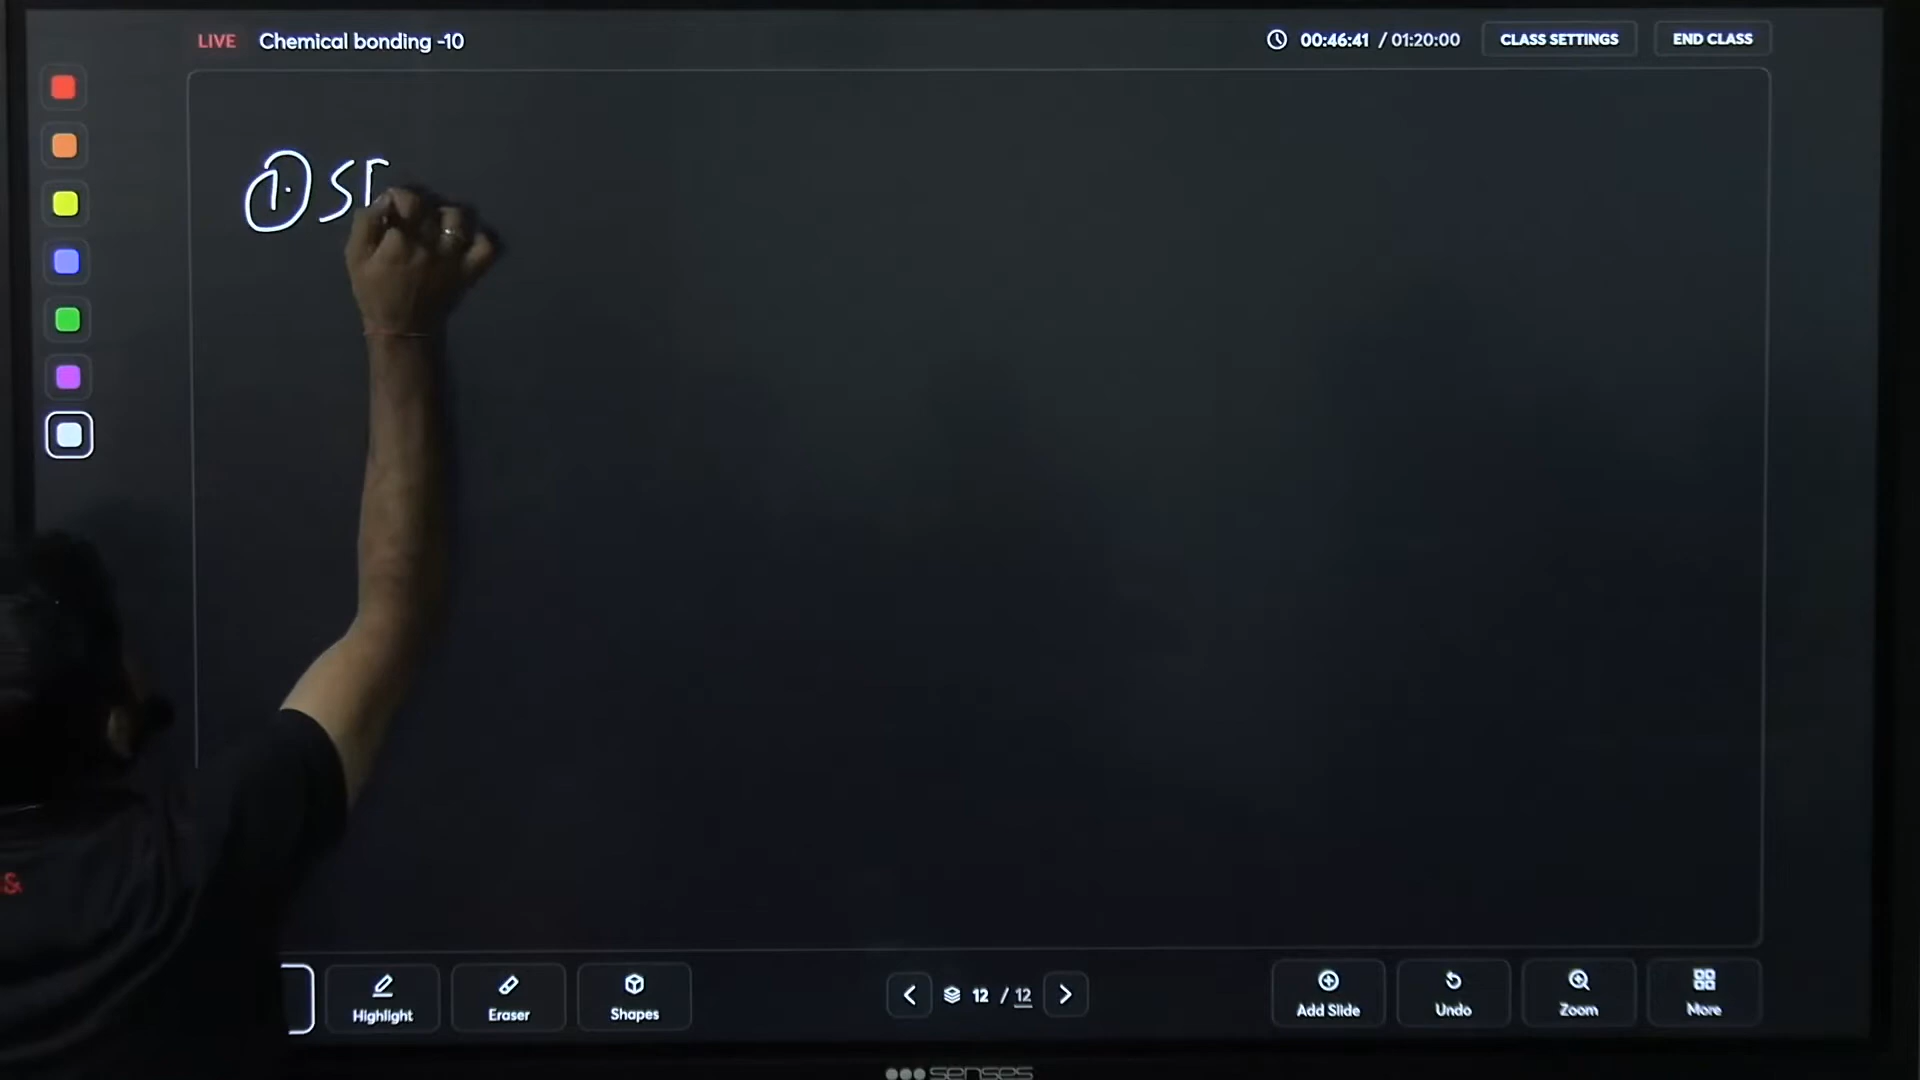 LIVE Chemical bonding -10 00:46:41 / 01:20:00 CLASS SETTINGS END CLASS
①
&
Highlight Eraser Shapes 12 / 12 Add Slide Undo Zoom More
senses